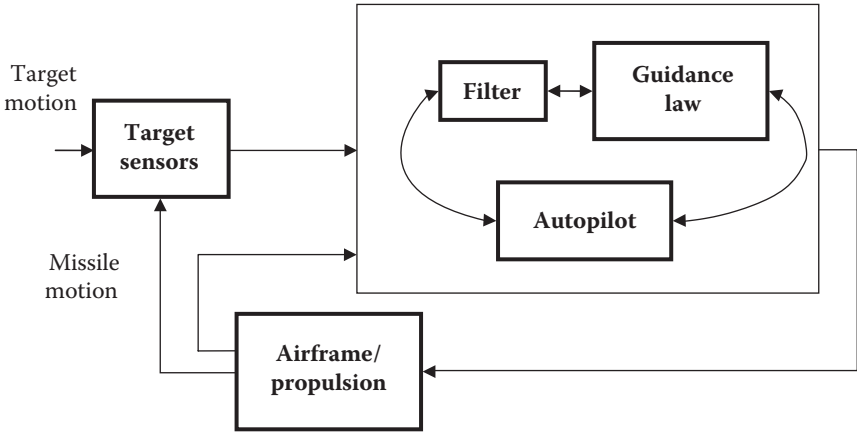 Target
motion
Target
sensors
Filter
Guidance
law
Autopilot
Missile
motion
Airframe/
propulsion